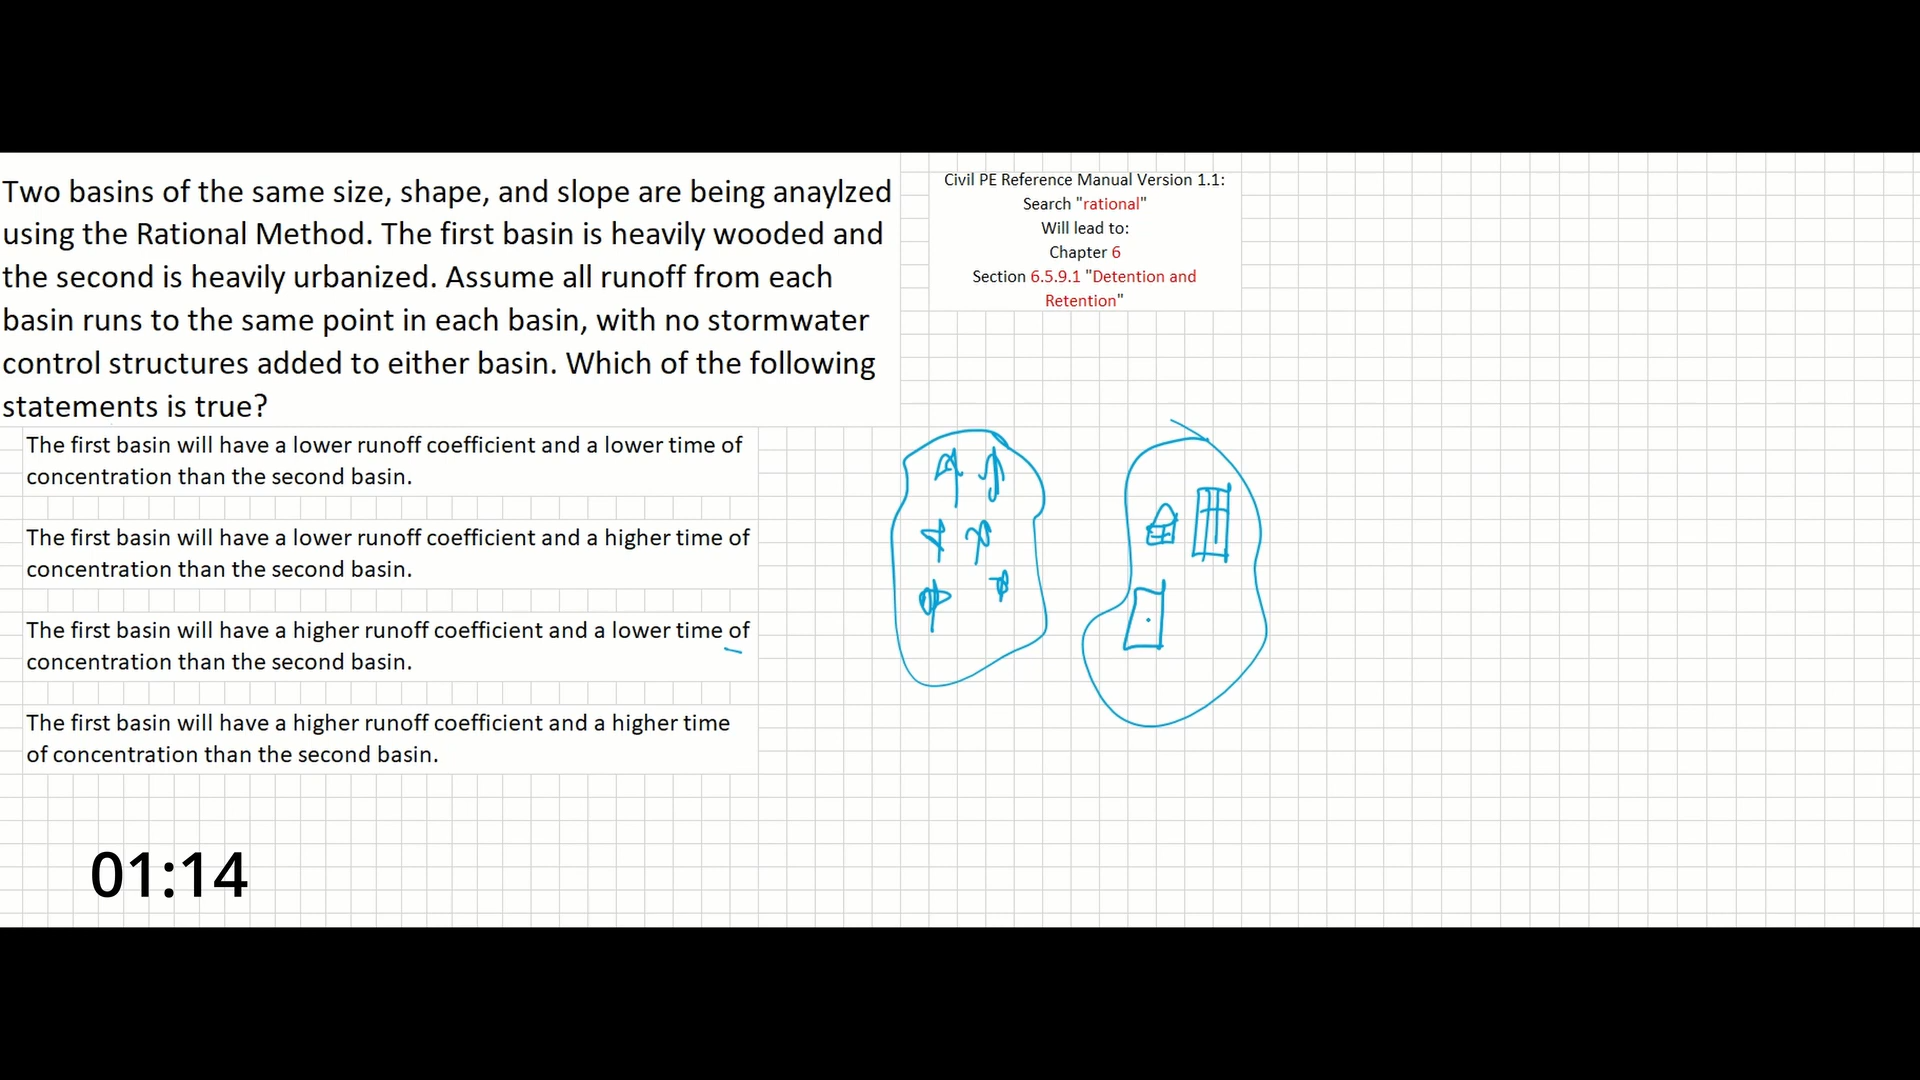 Two basins of the same size, shape, and slope are being anaylzed
using the Rational Method. The first basin is heavily wooded and
the second is heavily urbanized. Assume all runoff from each
basin runs to the same point in each basin, with no stormwater
control structures added to either basin. Which of the following
statements is true?
The first basin will have a lower runoff coefficient and a lower time of
concentration than the second basin.
The first basin will have a lower runoff coefficient and a higher time of
concentration than the second basin.
The first basin will have a higher runoff coefficient and a lower time of
concentration than the second basin.
The first basin will have a higher runoff coefficient and a higher time
of concentration than the second basin.
01:14
Civil PE Reference Manual Version 1.1:
Search "rational"
Will lead to:
Chapter 6
Section 6.5.9.1 "Detention and
Retention"